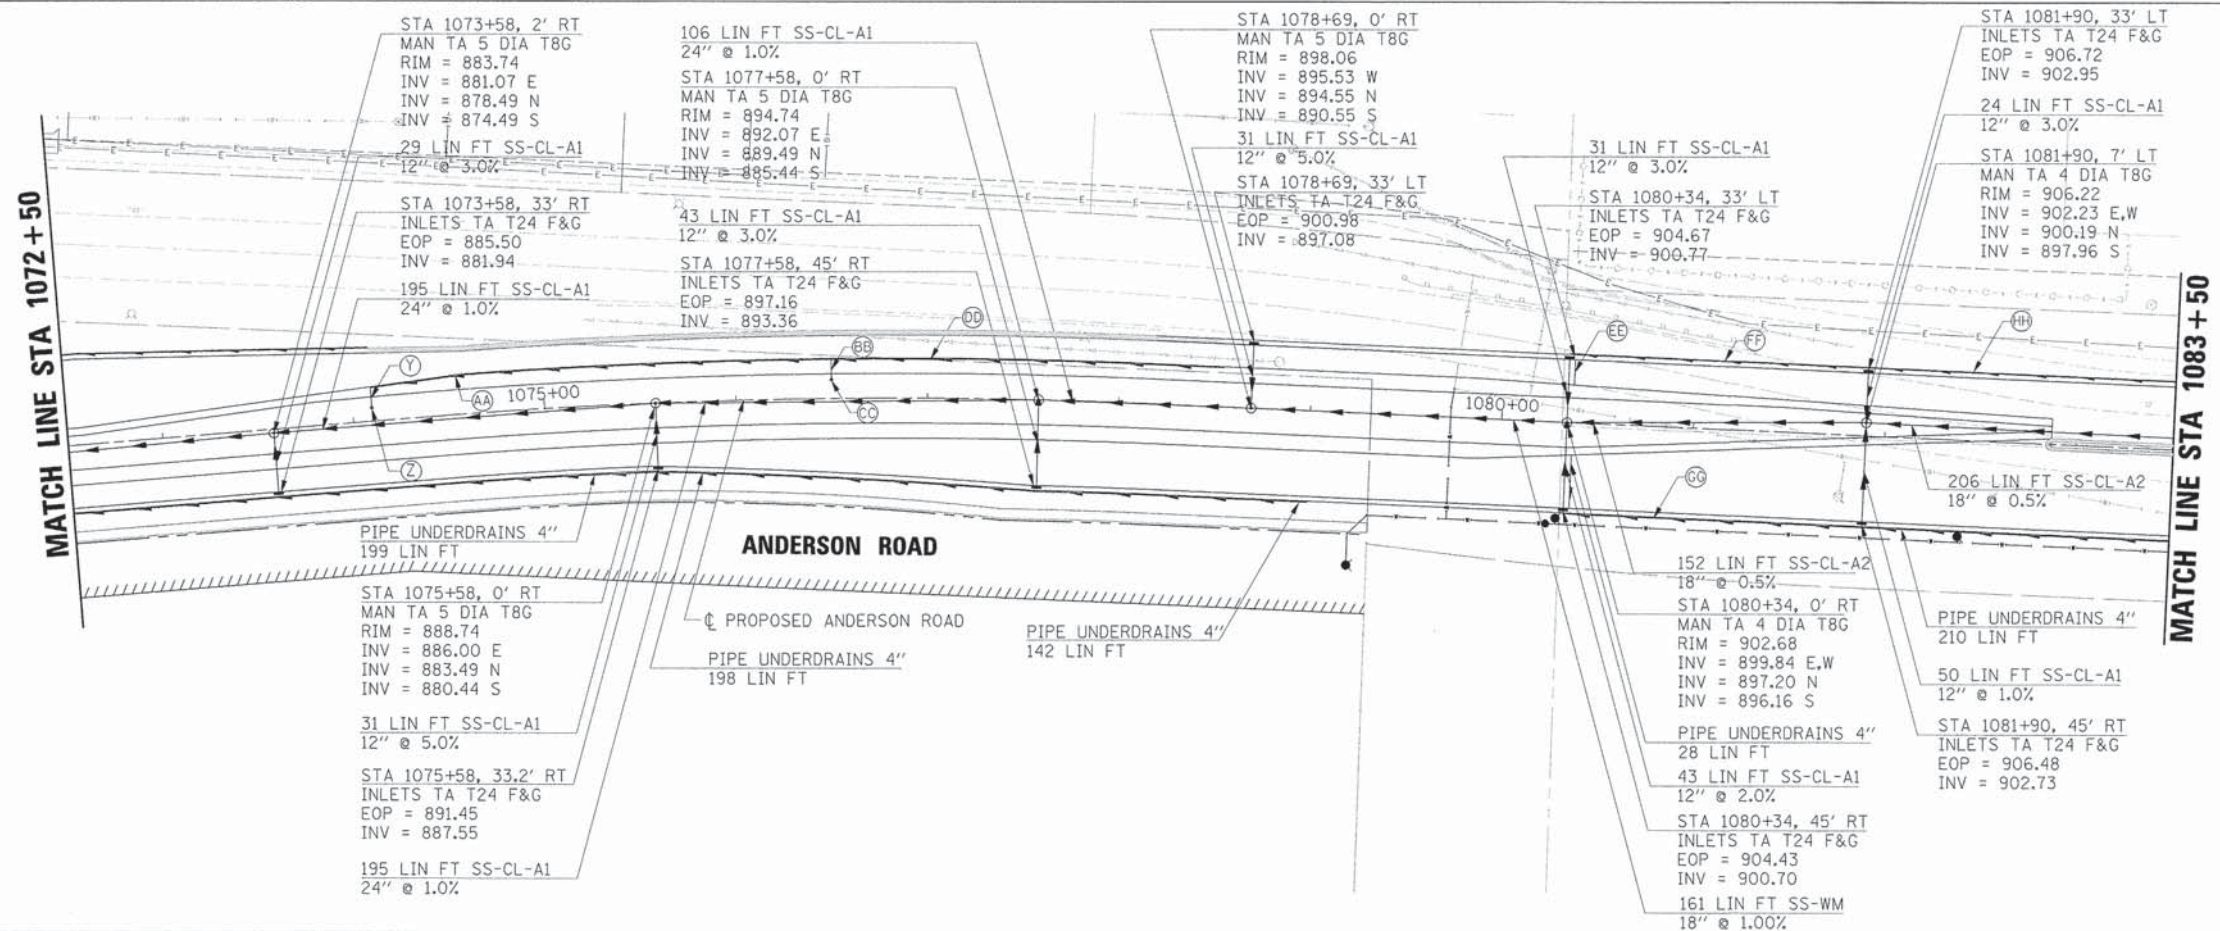 MATCH LINE STA 1072+50
STA 1073+58, 2' RT
MAN TA 5 DIA T8G
RIM = 883.74
INV = 881.07 E
INV = 878.49 N
INV = 874.49 S
29 LIN FT SS-CL-A1
12" @ 3.0%
STA 1073+58, 33' RT
INLETS TA T24 F&G
EOP = 885.50
INV = 881.94
195 LIN FT SS-CL-A1
24" @ 1.0%
106 LIN FT SS-CL-A1
24" @ 1.0%
STA 1077+58, 0' RT
MAN TA 5 DIA T8G
RIM = 894.74
INV = 892.07 E
INV = 889.49 N
INV = 885.44 S
43 LIN FT SS-CL-A1
12" @ 3.0%
STA 1077+58, 45' RT
INLETS TA T24 F&G
EOP = 897.16
INV = 893.36
STA 1078+69, 0' RT
MAN TA 5 DIA T8G
RIM = 898.06
INV = 895.53 W
INV = 894.55 N
INV = 890.55 S
31 LIN FT SS-CL-A1
12" @ 5.0%
STA 1078+69, 33' LT
INLETS TA T24 F&G
EOP = 900.98
INV = 897.08
31 LIN FT SS-CL-A1
12" @ 3.0%
STA 1080+34, 33' LT
INLETS TA T24 F&G
EOP = 904.67
INV = 900.77
STA 1081+90, 33' LT
INLETS TA T24 F&G
EOP = 906.72
INV = 902.95
24 LIN FT SS-CL-A1
12" @ 3.0%
STA 1081+90, 7' LT
MAN TA 4 DIA T8G
RIM = 906.22
INV = 902.23 E,W
INV = 900.19 N
INV = 897.96 S
MATCH LINE STA 1083+50
Y
AA
1075+00
Z
BB
CC
DD
EE
FF
HH
1080+00
GG
206 LIN FT SS-CL-A2
18" @ 0.5%
PIPE UNDERDRAINS 4"
199 LIN FT
ANDERSON ROAD
STA 1075+58, 0' RT
MAN TA 5 DIA T8G
RIM = 888.74
INV = 886.00 E
INV = 883.49 N
INV = 880.44 S
31 LIN FT SS-CL-A1
12" @ 5.0%
STA 1075+58, 33.2' RT
INLETS TA T24 F&G
EOP = 891.45
INV = 887.55
195 LIN FT SS-CL-A1
24" @ 1.0%
℄ PROPOSED ANDERSON ROAD
PIPE UNDERDRAINS 4"
198 LIN FT
PIPE UNDERDRAINS 4"
142 LIN FT
152 LIN FT SS-CL-A2
18" @ 0.5%
STA 1080+34, 0' RT
MAN TA 4 DIA T8G
RIM = 902.68
INV = 899.84 E,W
INV = 897.20 N
INV = 896.16 S
PIPE UNDERDRAINS 4"
28 LIN FT
43 LIN FT SS-CL-A1
12" @ 2.0%
STA 1080+34, 45' RT
INLETS TA T24 F&G
EOP = 904.43
INV = 900.70
161 LIN FT SS-WM
18" @ 1.00%
PIPE UNDERDRAINS 4"
210 LIN FT
50 LIN FT SS-CL-A1
12" @ 1.0%
STA 1081+90, 45' RT
INLETS TA T24 F&G
EOP = 906.48
INV = 902.73